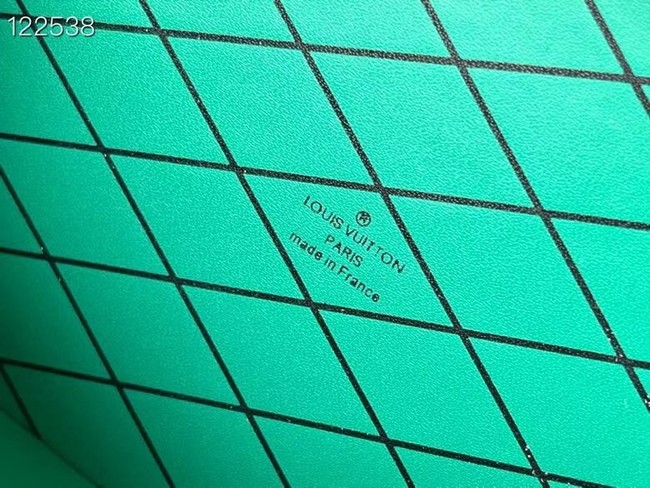 122538
®
LOUIS VUITTON
PARIS
made in France